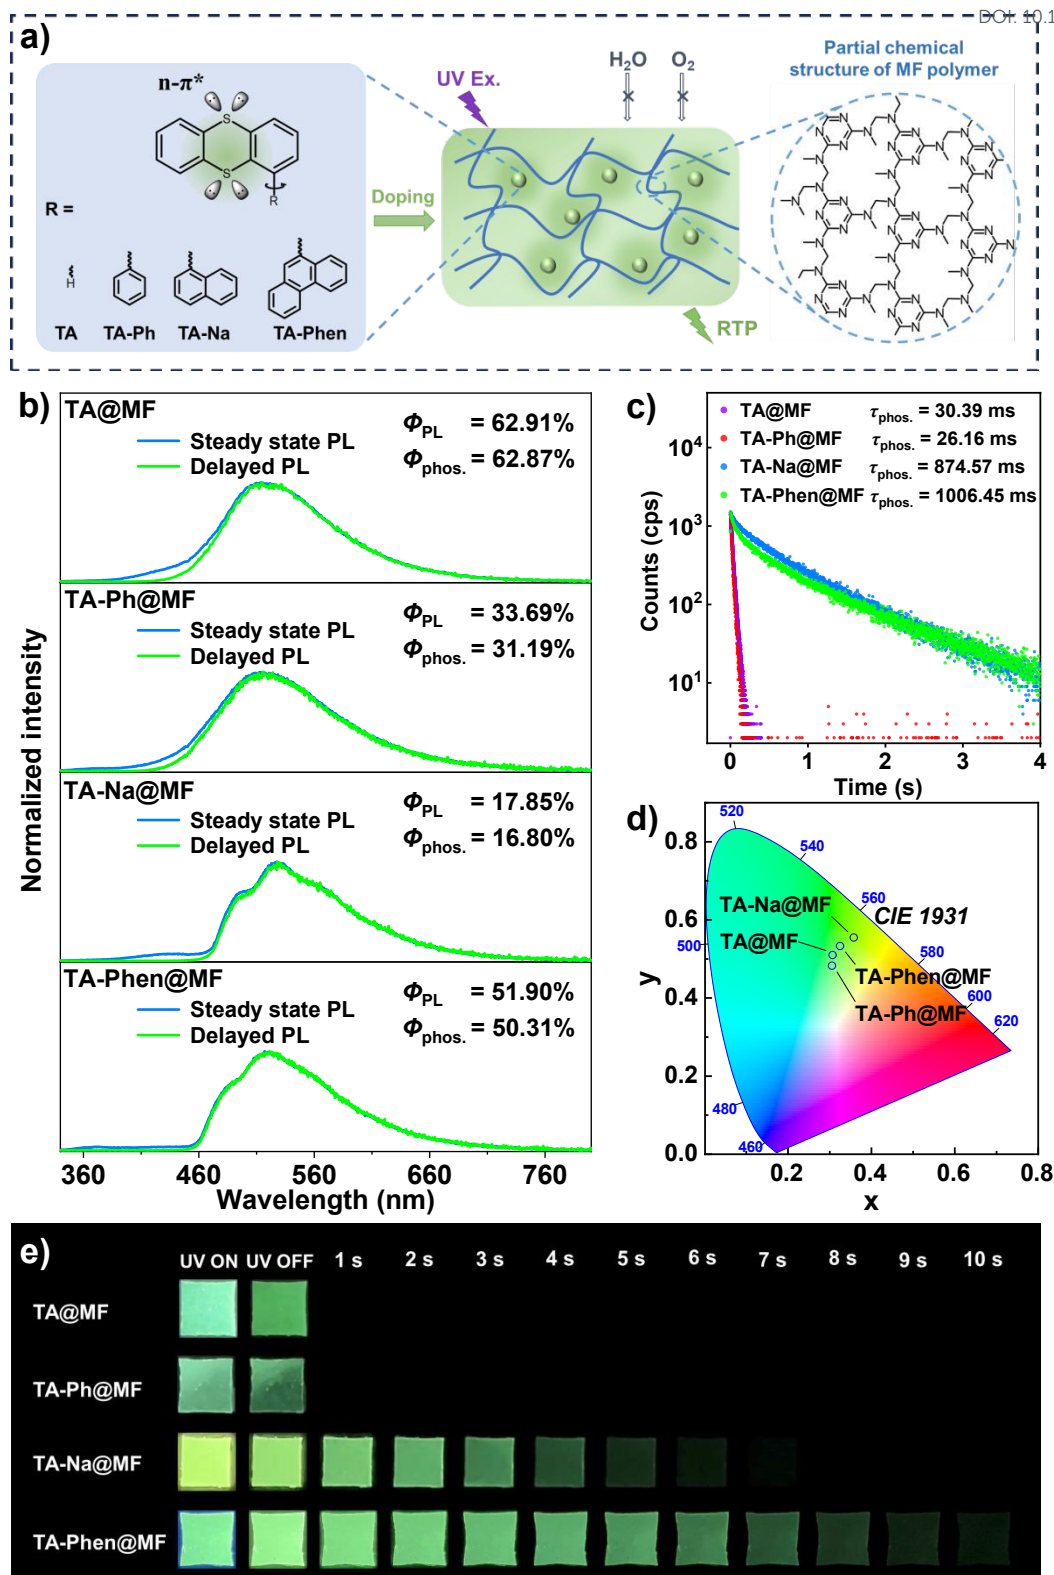 DOI: 10.1
a)
n-π*
S
S
R
R =
H
TA TA-Ph TA-Na TA-Phen
Doping
UV Ex.
H2O O2
RTP
Partial chemical
structure of MF polymer
b)
Normalized intensity
TA@MF
Steady state PL
Delayed PL
ΦPL = 62.91%
Φphos. = 62.87%
TA-Ph@MF
Steady state PL
Delayed PL
ΦPL = 33.69%
Φphos. = 31.19%
TA-Na@MF
Steady state PL
Delayed PL
ΦPL = 17.85%
Φphos. = 16.80%
TA-Phen@MF
Steady state PL
Delayed PL
ΦPL = 51.90%
Φphos. = 50.31%
360 460 560 660 760
Wavelength (nm)
c)
TA@MF τphos. = 30.39 ms
TA-Ph@MF τphos. = 26.16 ms
TA-Na@MF τphos. = 874.57 ms
TA-Phen@MF τphos. = 1006.45 ms
Counts (cps)
10^4
10^3
10^2
10^1
0 1 2 3 4
Time (s)
d)
0.8
0.6
0.4
0.2
0.0
y
520
540
560
CIE 1931
500
580
600
620
480
460
TA-Na@MF
TA@MF
TA-Phen@MF
TA-Ph@MF
0.2 0.4 0.6 0.8
x
e)
UV ON UV OFF 1 s 2 s 3 s 4 s 5 s 6 s 7 s 8 s 9 s 10 s
TA@MF
TA-Ph@MF
TA-Na@MF
TA-Phen@MF